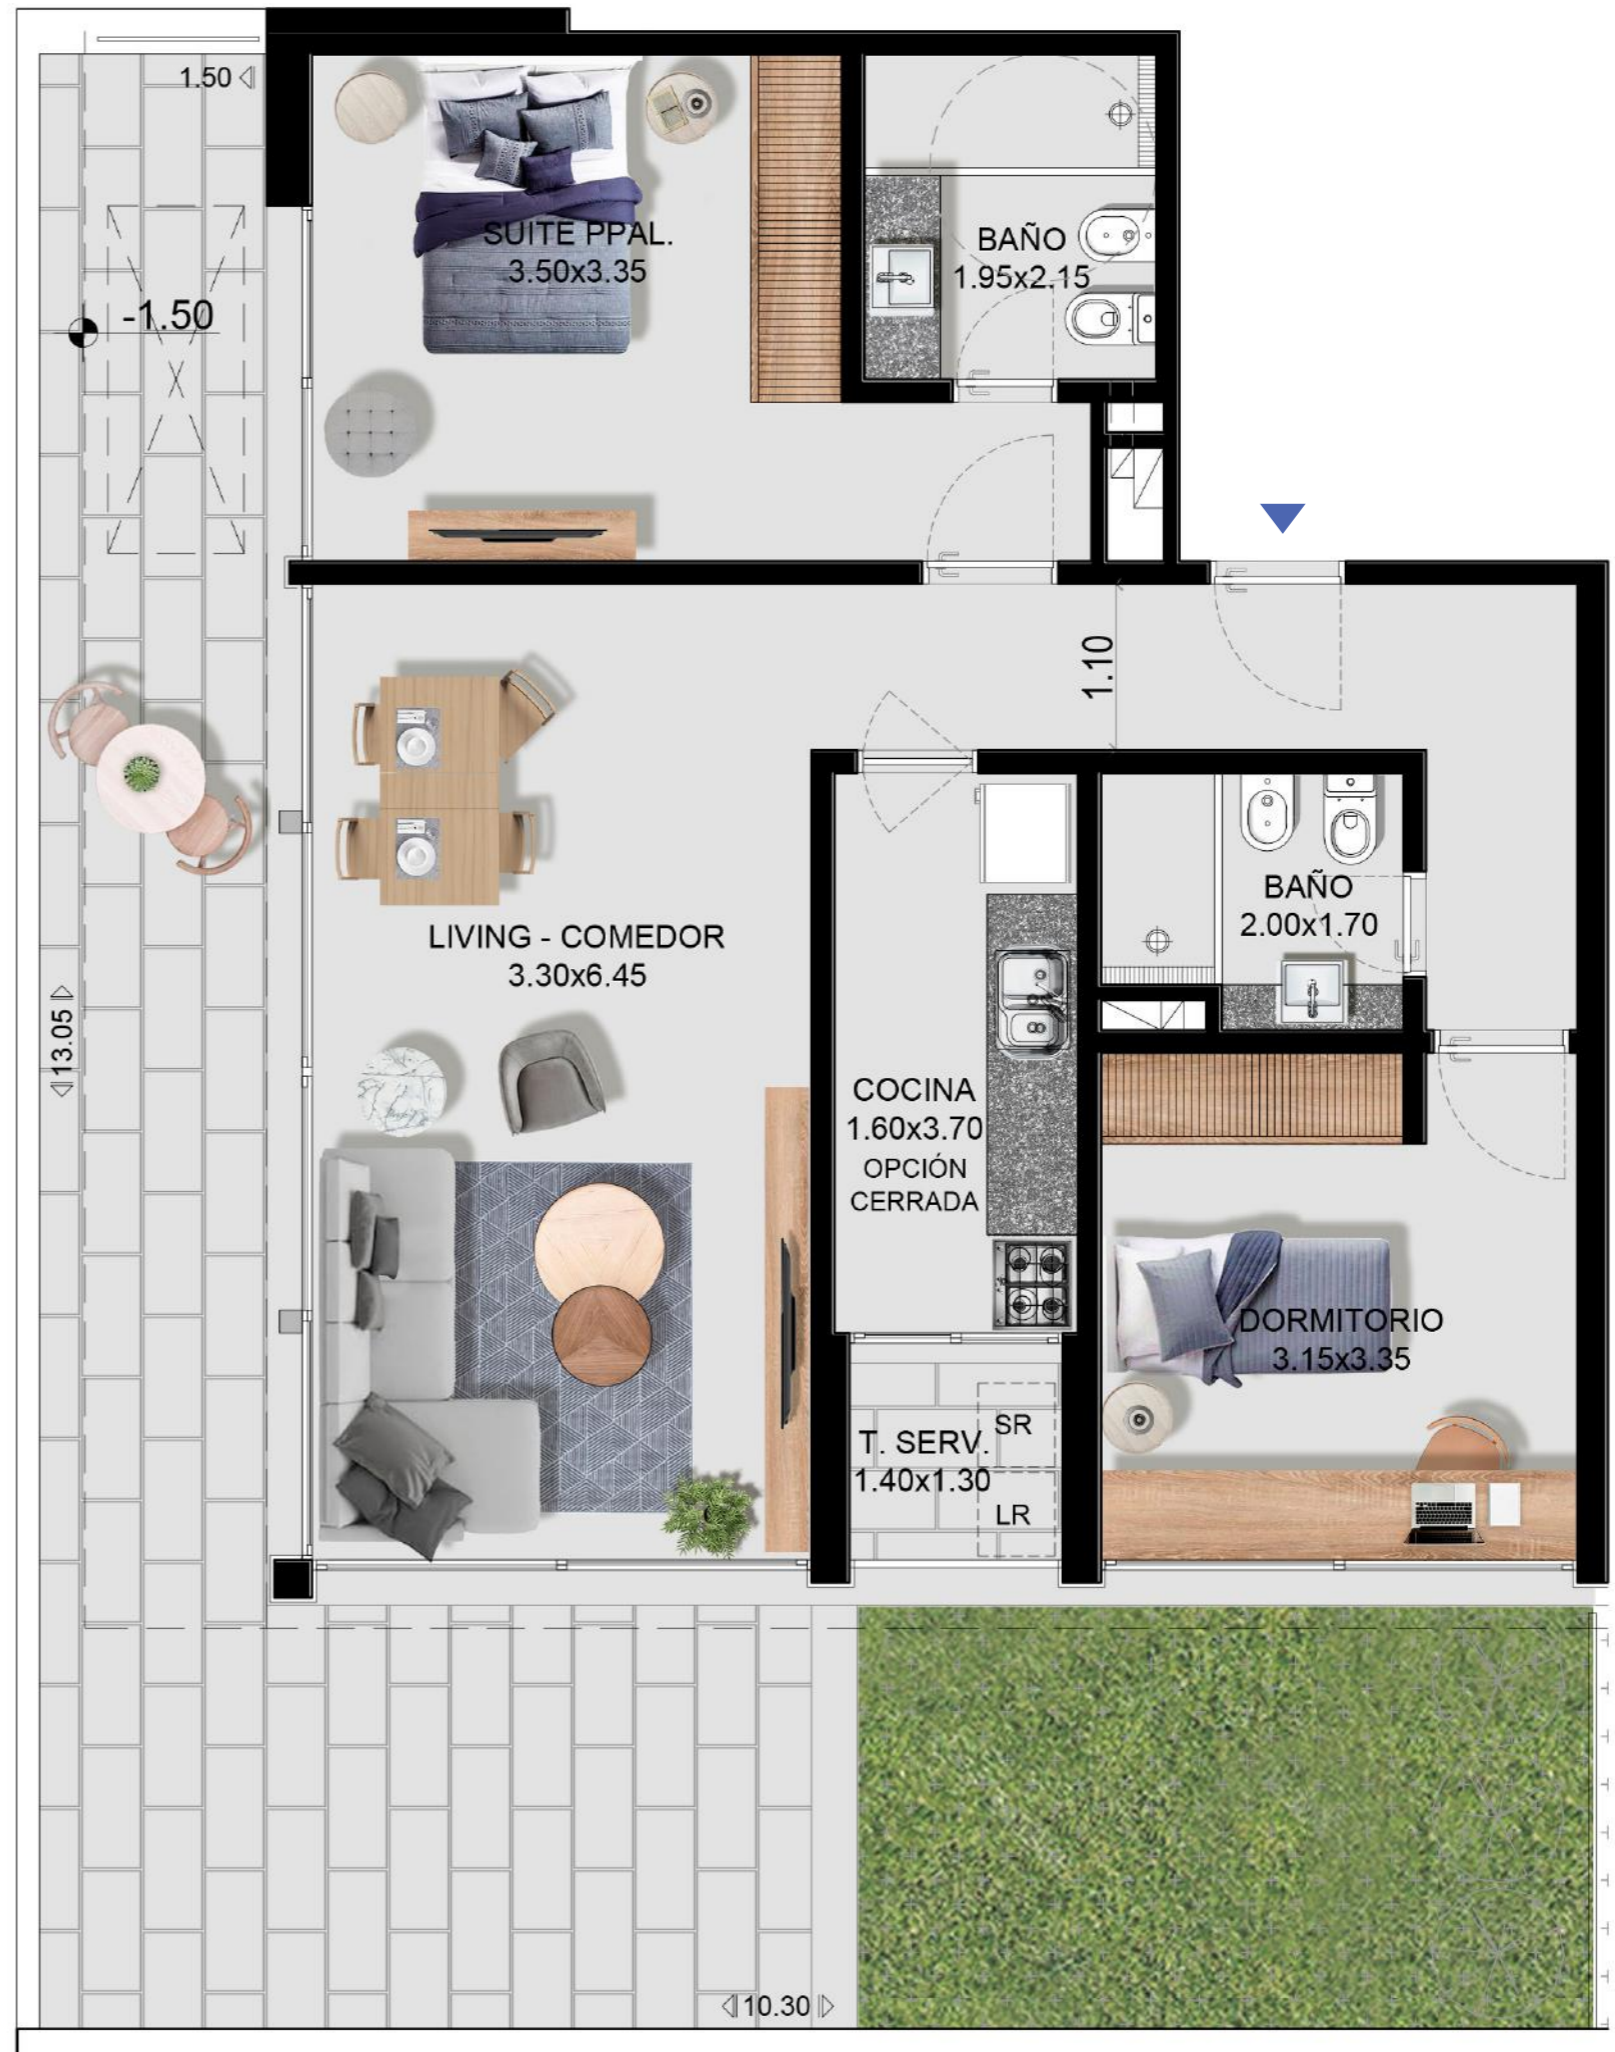 1.50
SUITE PPAL.
3.50x3.35
BAÑO
1.95x2.15
-1.50
1.10
LIVING - COMEDOR
3.30x6.45
BAÑO
2.00x1.70
13.05
COCINA
1.60x3.70
OPCIÓN
CERRADA
DORMITORIO
3.15x3.35
T. SERV.
1.40x1.30
SR
LR
10.30